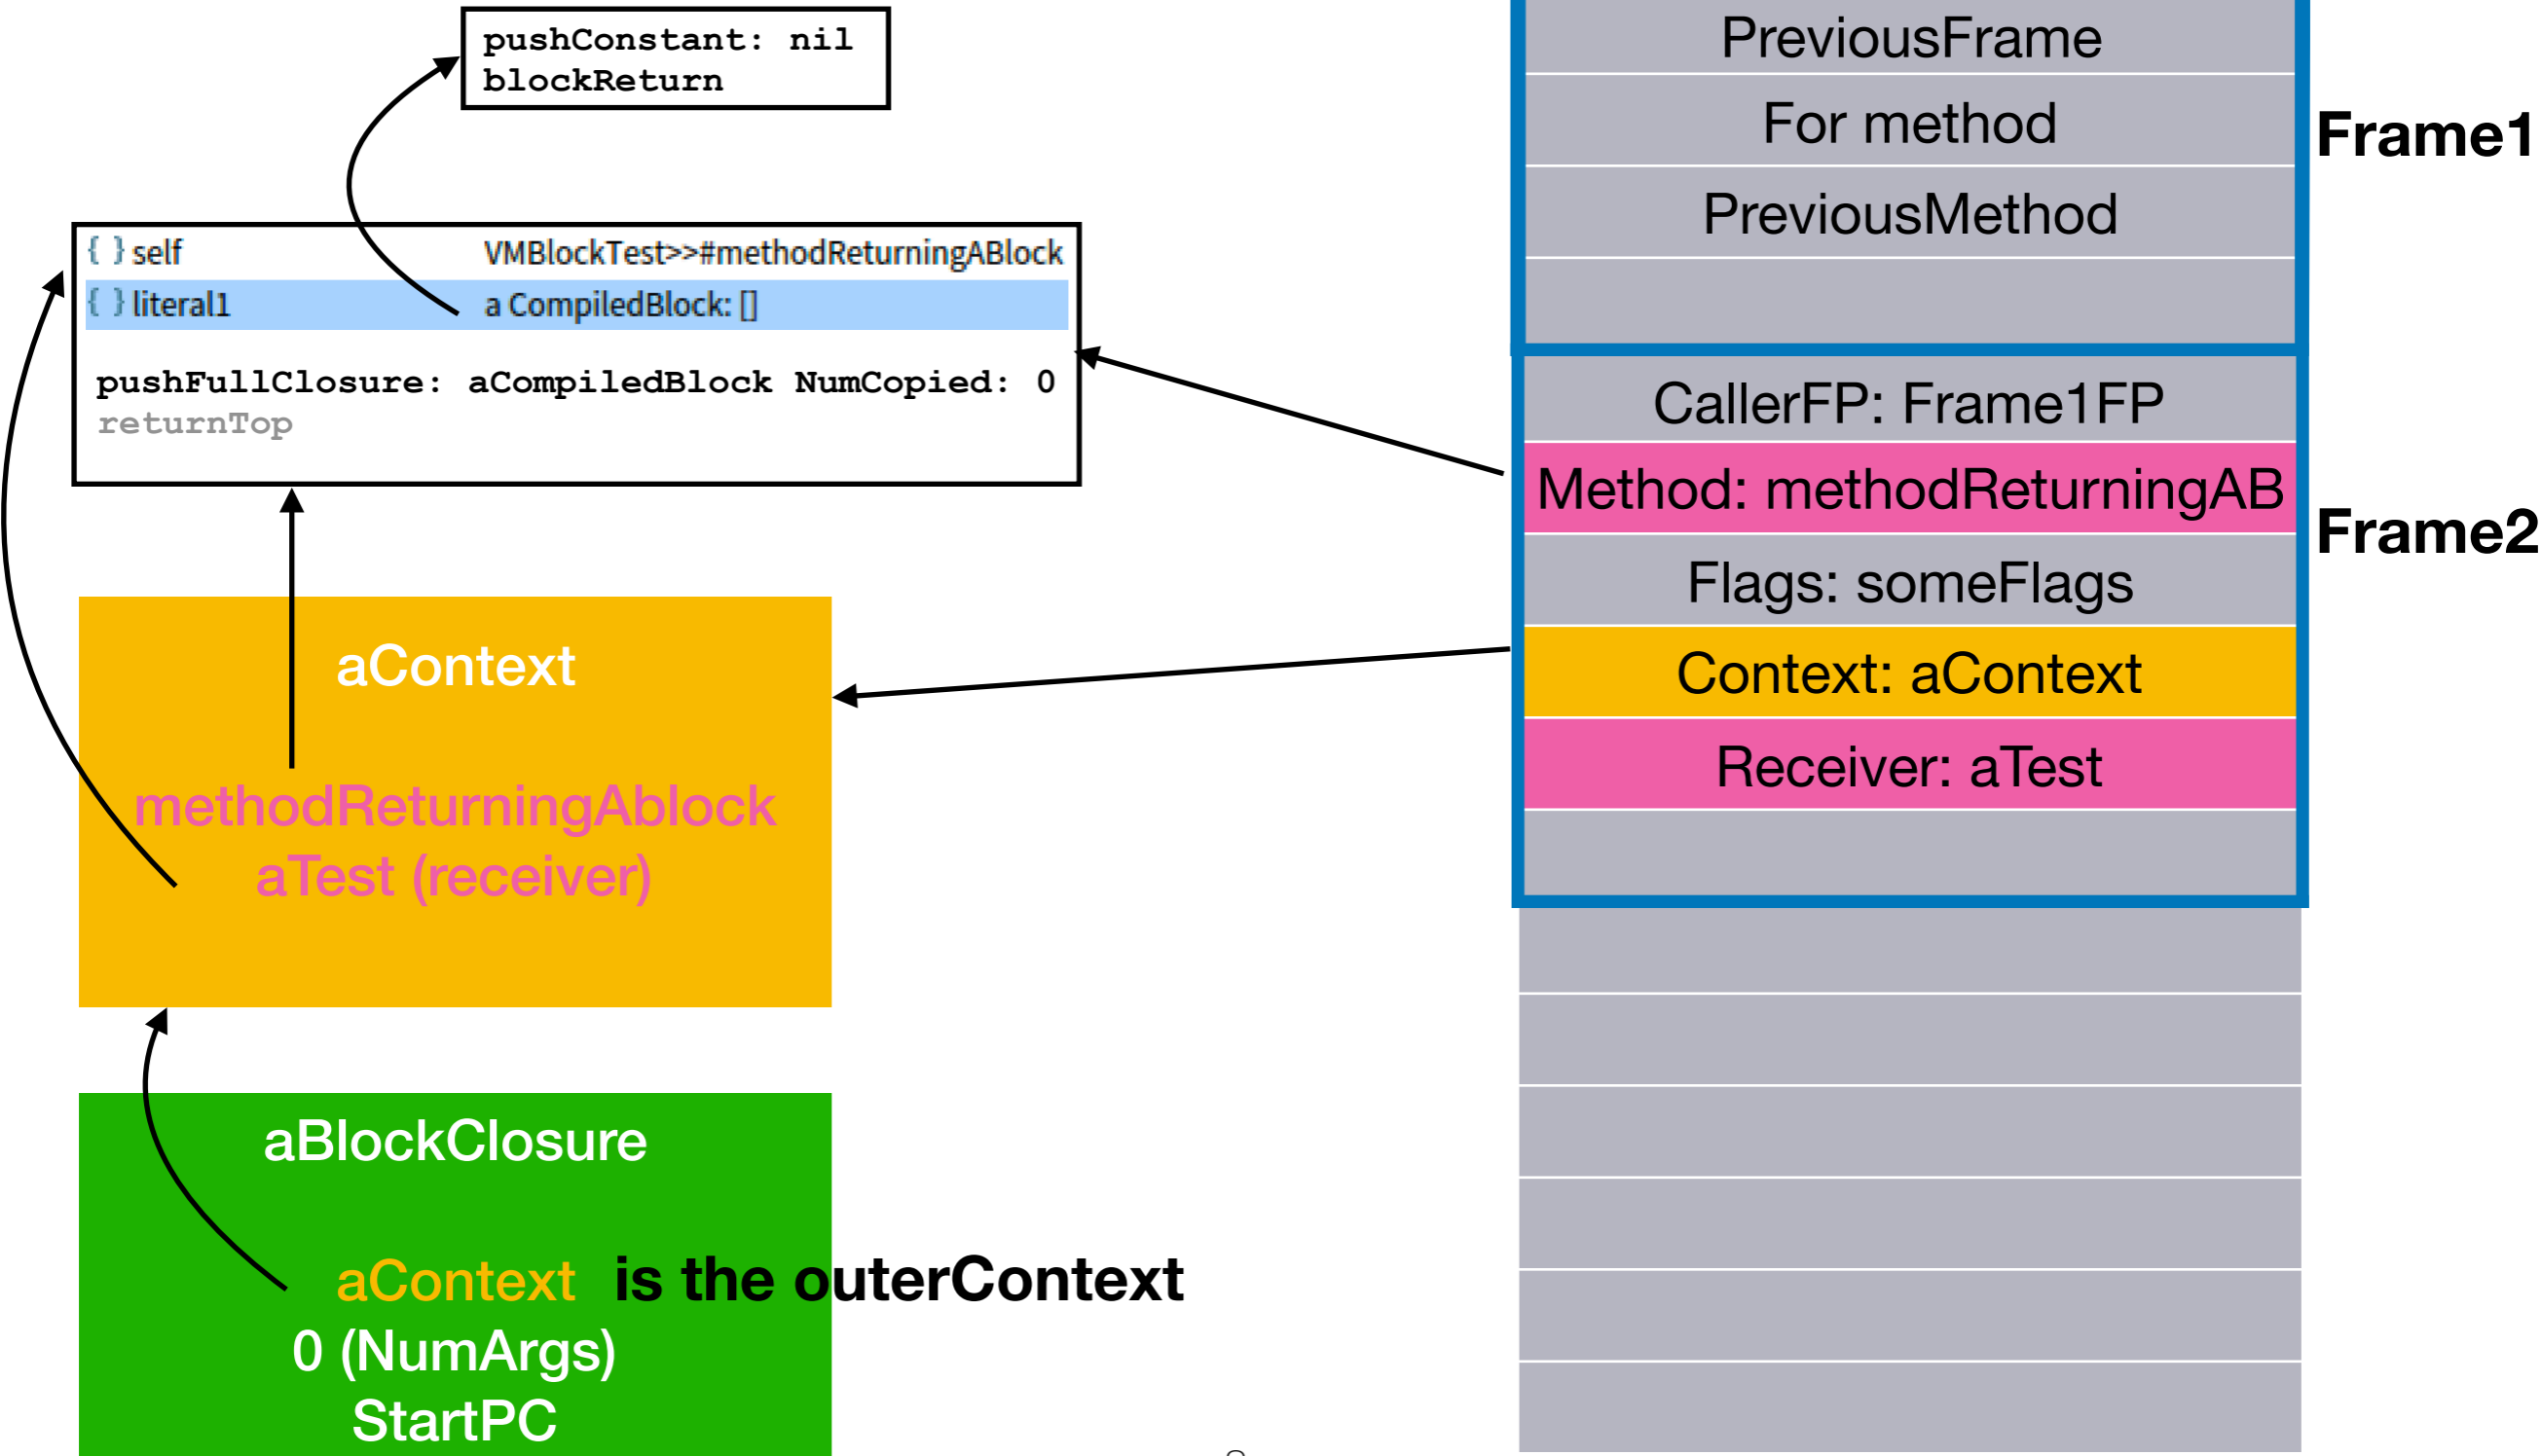 pushConstant: nil
blockReturn
{ } self VMBlockTest>>#methodReturningABlock
{ } literal1 a CompiledBlock: []
pushFullClosure: aCompiledBlock NumCopied: 0
returnTop
aContext
methodReturningAblock
aTest (receiver)
aBlockClosure
aContext is the outerContext
0 (NumArgs)
StartPC
PreviousFrame
For method
PreviousMethod
Frame1
CallerFP: Frame1FP
Method: methodReturningAB
Flags: someFlags
Context: aContext
Receiver: aTest
Frame2